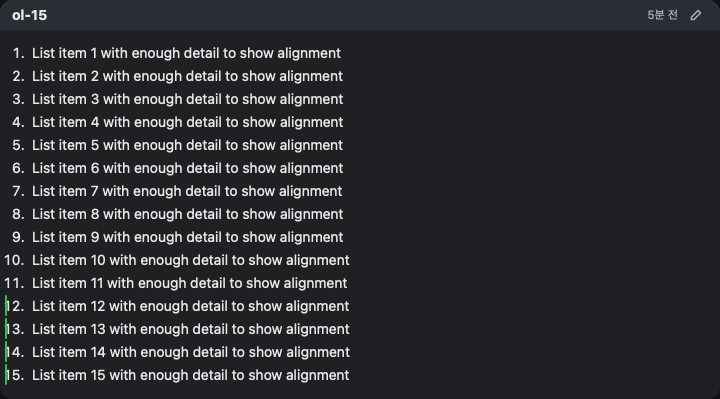 ol-15
5분 전
1. List item 1 with enough detail to show alignment
2. List item 2 with enough detail to show alignment
3. List item 3 with enough detail to show alignment
4. List item 4 with enough detail to show alignment
5. List item 5 with enough detail to show alignment
6. List item 6 with enough detail to show alignment
7. List item 7 with enough detail to show alignment
8. List item 8 with enough detail to show alignment
9. List item 9 with enough detail to show alignment
10. List item 10 with enough detail to show alignment
11. List item 11 with enough detail to show alignment
12. List item 12 with enough detail to show alignment
13. List item 13 with enough detail to show alignment
14. List item 14 with enough detail to show alignment
15. List item 15 with enough detail to show alignment